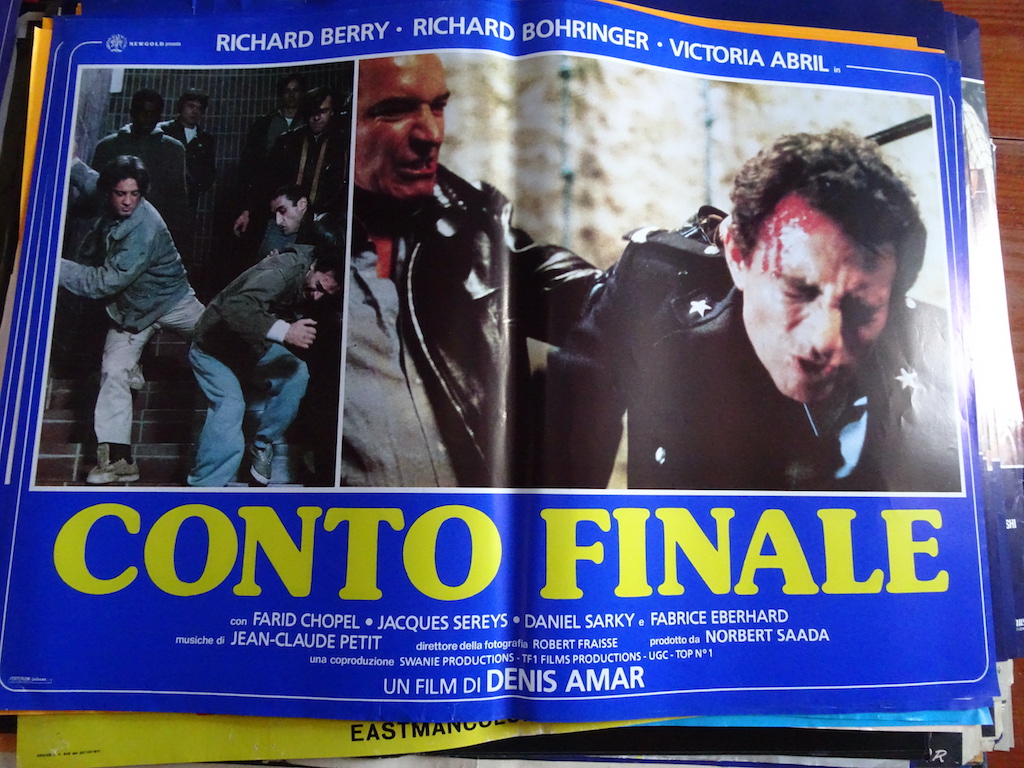 NEWGOLD presenta
RICHARD BERRY · RICHARD BOHRINGER · VICTORIA ABRIL in
CONTO FINALE
con FARID CHOPEL • JACQUES SEREYS • DANIEL SARKY e FABRICE EBERHARD
musiche di JEAN-CLAUDE PETIT direttore della fotografia ROBERT FRAISSE prodotto da NORBERT SAADA
una coproduzione SWANIE PRODUCTIONS - TF1 FILMS PRODUCTIONS - UGC - TOP N° 1
UN FILM DI DENIS AMAR
SHI
R